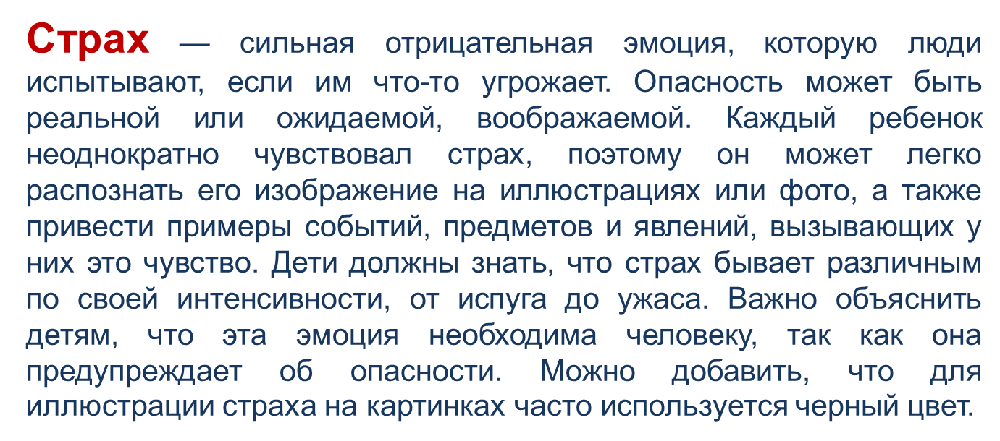 Страх — сильная отрицательная эмоция, которую люди
испытывают, если им что-то угрожает. Опасность может быть
реальной или ожидаемой, воображаемой. Каждый ребенок
неоднократно чувствовал страх, поэтому он может легко
распознать его изображение на иллюстрациях или фото, а также
привести примеры событий, предметов и явлений, вызывающих у
них это чувство. Дети должны знать, что страх бывает различным
по своей интенсивности, от испуга до ужаса. Важно объяснить
детям, что эта эмоция необходима человеку, так как она
предупреждает об опасности. Можно добавить, что для
иллюстрации страха на картинках часто используется черный цвет.